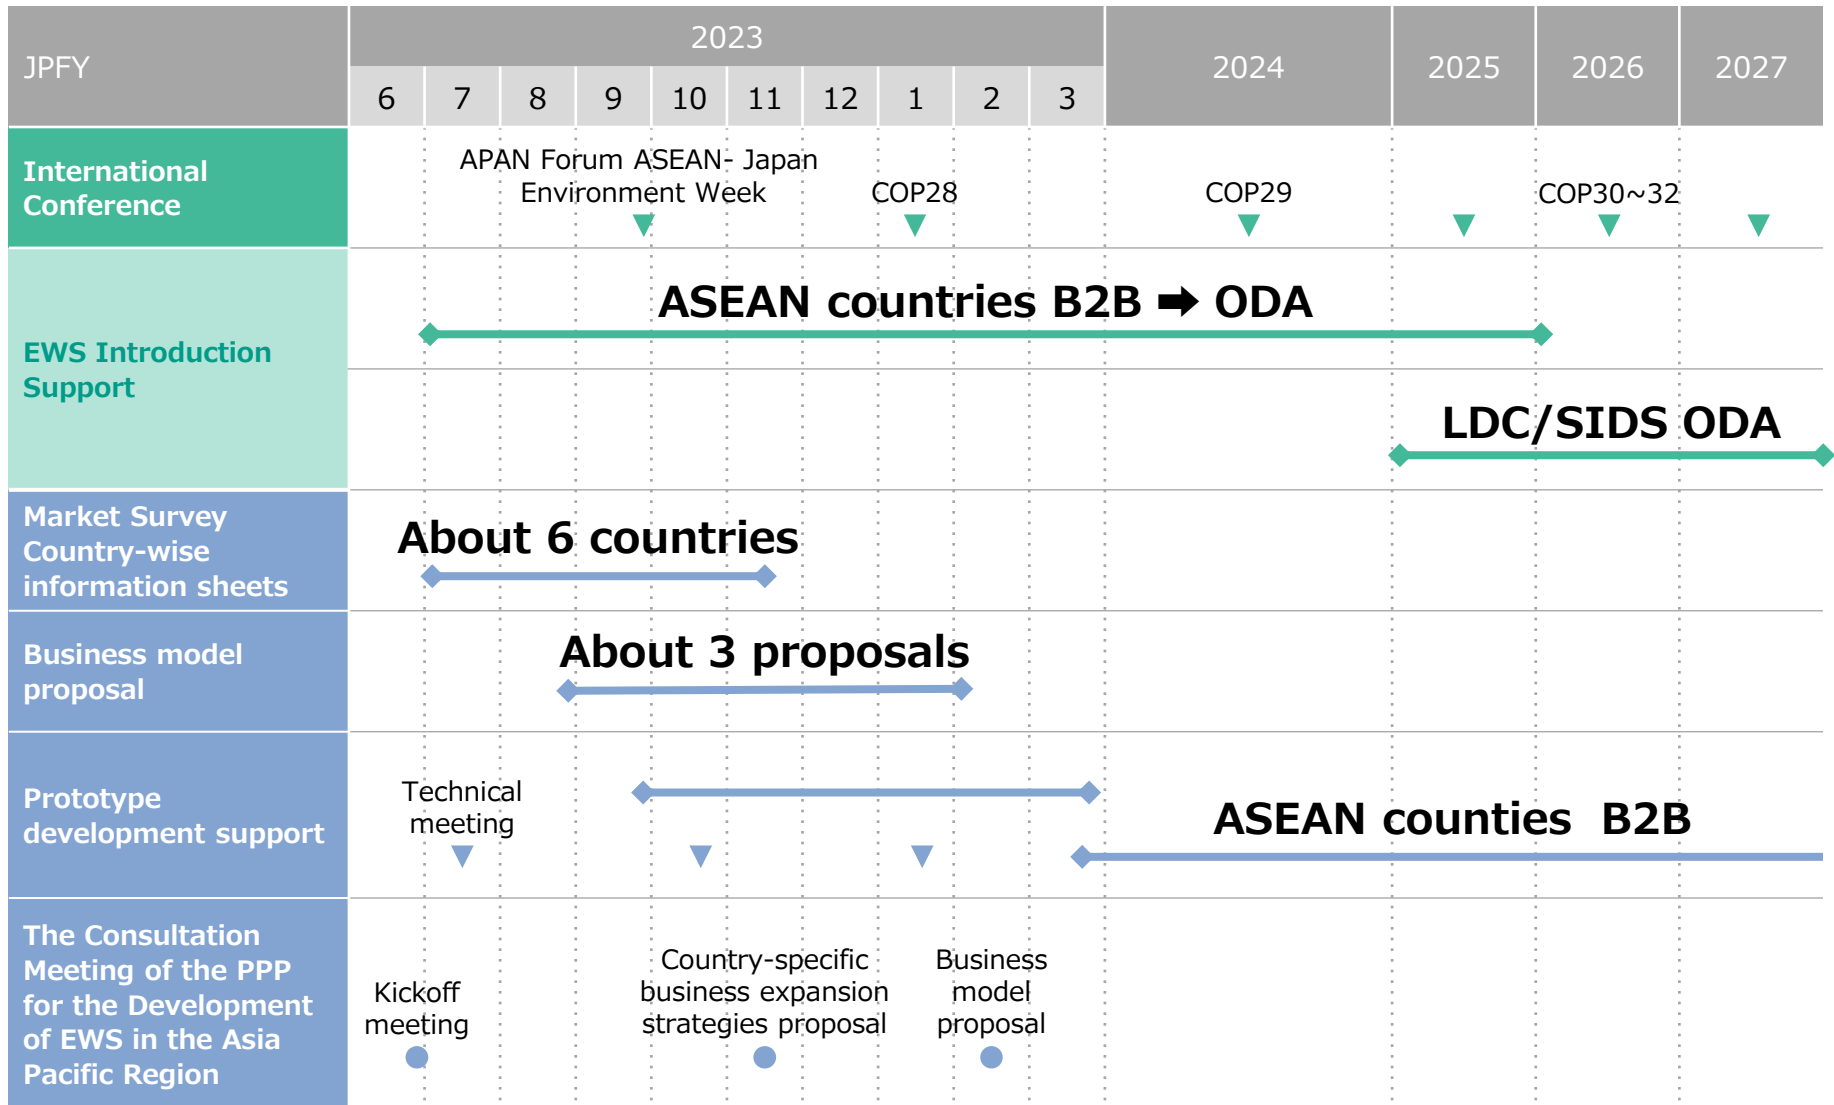 JPFY
2023
2024
2025
2026
2027
6 7 8 9 10 11 12 1 2 3
International
Conference
APAN Forum ASEAN- Japan
Environment Week
COP28
COP29
COP30~32
EWS Introduction
Support
ASEAN countries B2B ➡ ODA
LDC/SIDS ODA
Market Survey
Country-wise
information sheets
About 6 countries
Business model
proposal
About 3 proposals
Prototype
development support
Technical
meeting
ASEAN counties B2B
The Consultation
Meeting of the PPP
for the Development
of EWS in the Asia
Pacific Region
Kickoff
meeting
Country-specific
business expansion
strategies proposal
Business
model
proposal